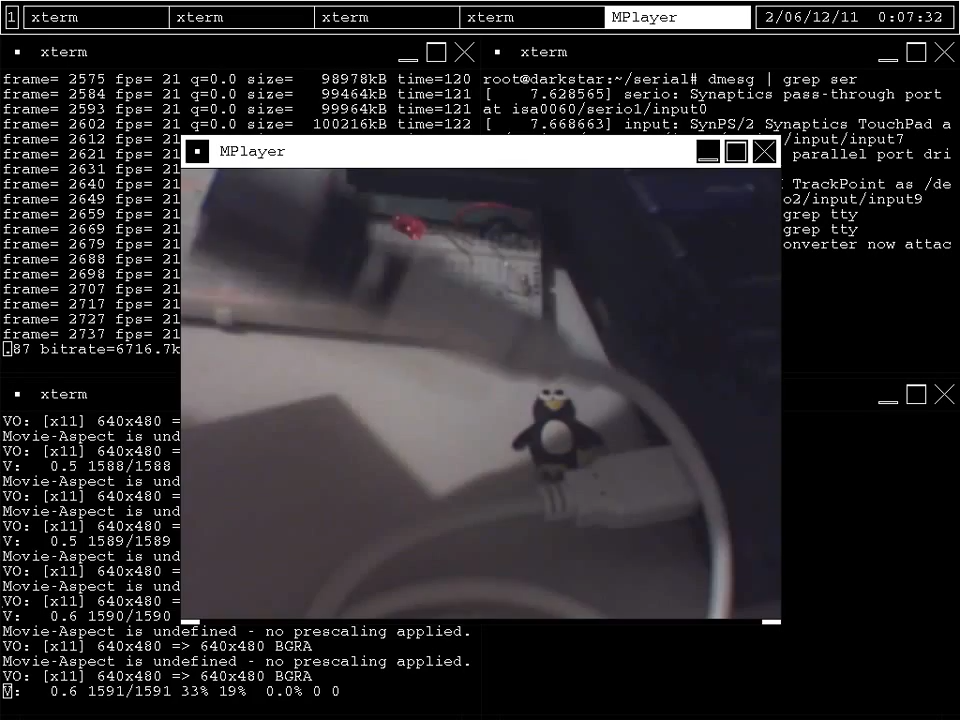 1 xterm xterm xterm xterm MPlayer 2/06/12/11 0:07:32
xterm
frame= 2575 fps= 21 q=0.0 size= 98978kB time=120
frame= 2584 fps= 21 q=0.0 size= 99464kB time=121
frame= 2593 fps= 21 q=0.0 size= 99964kB time=121
frame= 2602 fps= 21 q=0.0 size= 100216kB time=122
frame= 2612 fps= 21
frame= 2621 fps= 21
frame= 2631 fps= 21
frame= 2640 fps= 21
frame= 2649 fps= 21
frame= 2659 fps= 21
frame= 2669 fps= 21
frame= 2679 fps= 21
frame= 2688 fps= 21
frame= 2698 fps= 21
frame= 2707 fps= 21
frame= 2717 fps= 21
frame= 2727 fps= 21
frame= 2737 fps= 21
.87 bitrate=6716.7k
xterm
root@darkstar:~/serial# dmesg | grep ser
[ 7.628565] serio: Synaptics pass-through port
at isa0060/serio1/input0
[ 7.668663] input: SynPS/2 Synaptics TouchPad a
/input/input7
parallel port dri
TrackPoint as /de
o2/input/input9
grep tty
grep tty
onverter now attac
MPlayer
xterm
VO: [x11] 640x480 =
Movie-Aspect is und
VO: [x11] 640x480 =
V: 0.5 1588/1588
Movie-Aspect is und
VO: [x11] 640x480 =
Movie-Aspect is und
VO: [x11] 640x480 =
V: 0.5 1589/1589
Movie-Aspect is und
VO: [x11] 640x480 =
Movie-Aspect is und
VO: [x11] 640x480 =
V: 0.6 1590/1590
Movie-Aspect is undefined - no prescaling applied.
VO: [x11] 640x480 => 640x480 BGRA
Movie-Aspect is undefined - no prescaling applied.
VO: [x11] 640x480 => 640x480 BGRA
V: 0.6 1591/1591 33% 19% 0.0% 0 0